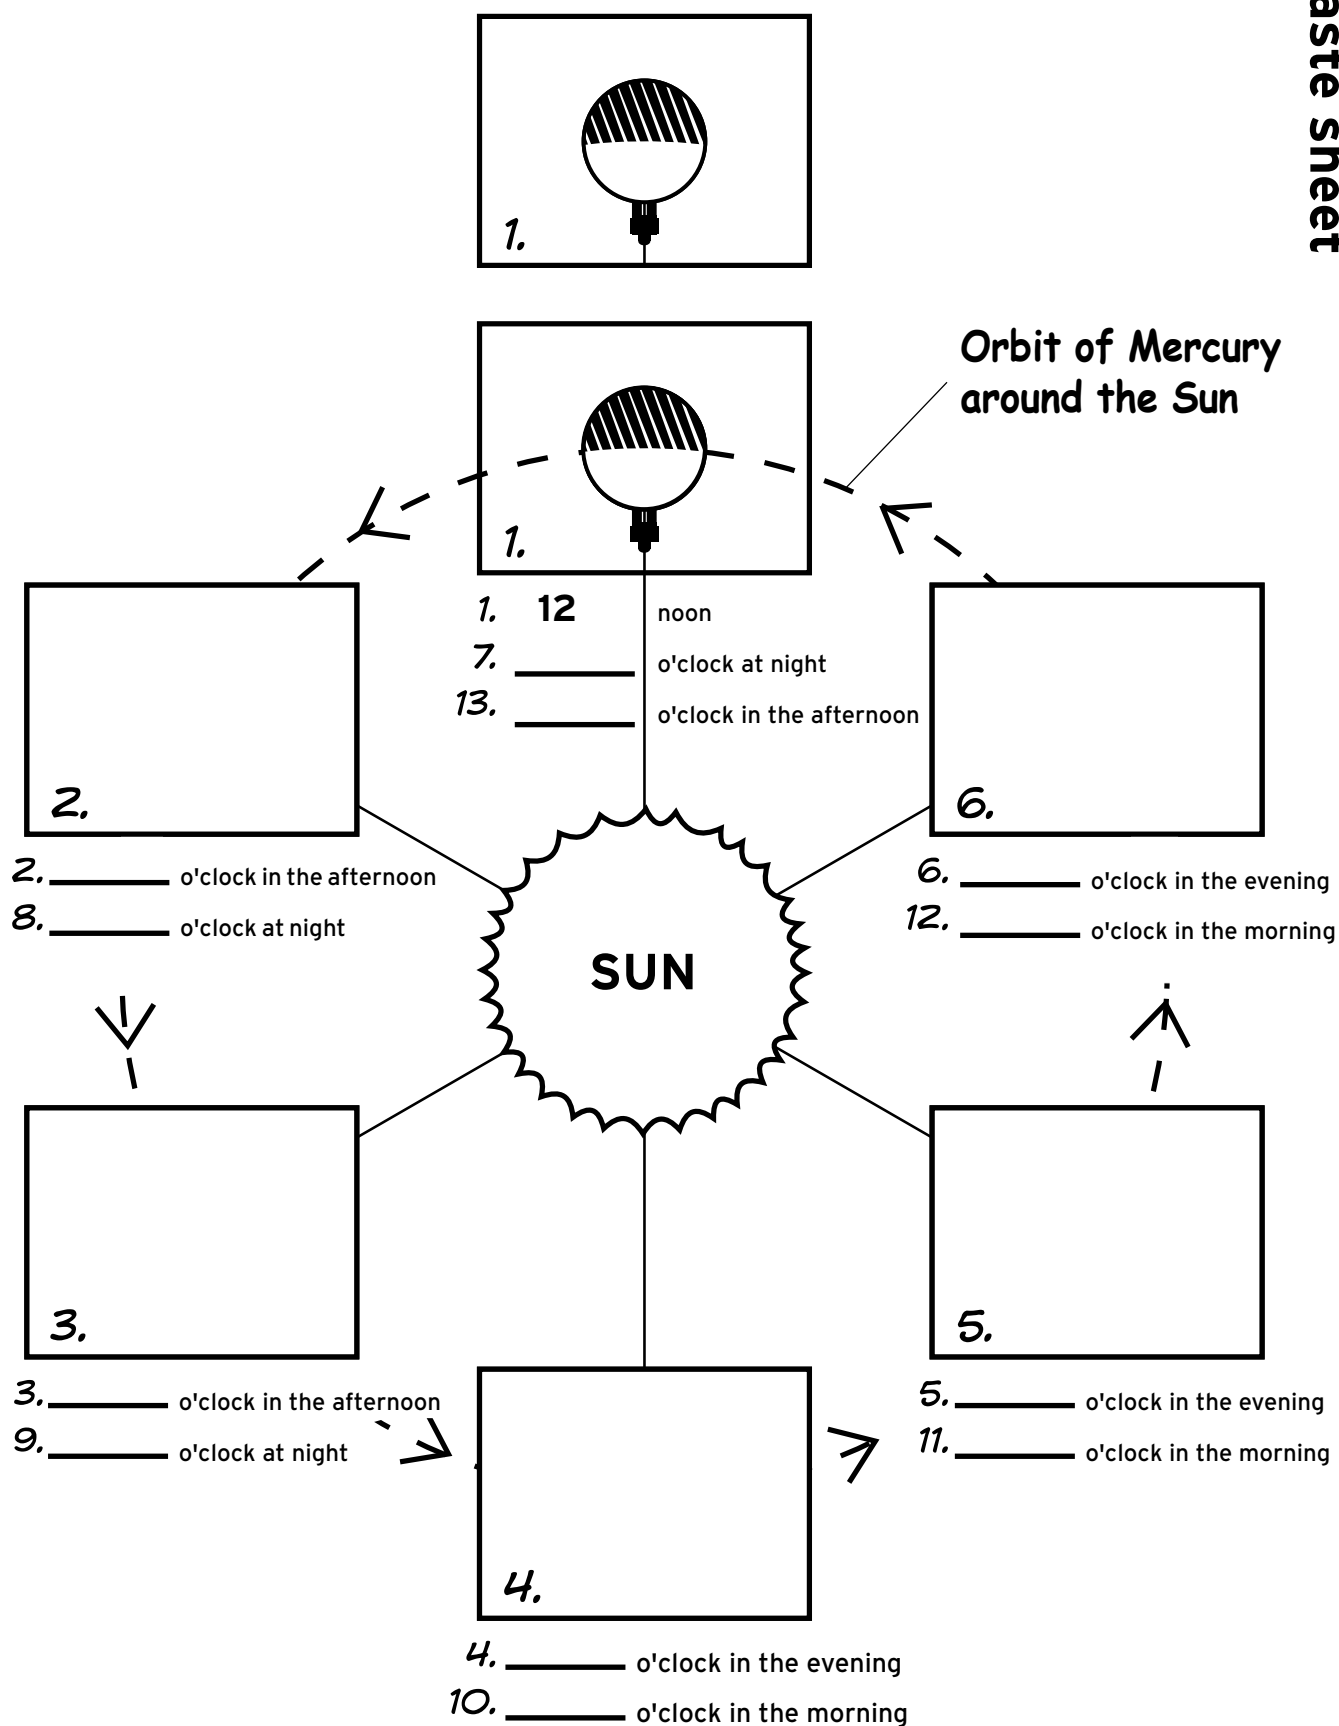 aste sheet
1.
Orbit of Mercury
around the Sun
1.
1. 12 noon
7. o'clock at night
13. o'clock in the afternoon
2.
6.
2. o'clock in the afternoon
8. o'clock at night
6. o'clock in the evening
12. o'clock in the morning
SUN
3.
5.
3. o'clock in the afternoon
9. o'clock at night
5. o'clock in the evening
11. o'clock in the morning
4.
4. o'clock in the evening
10. o'clock in the morning